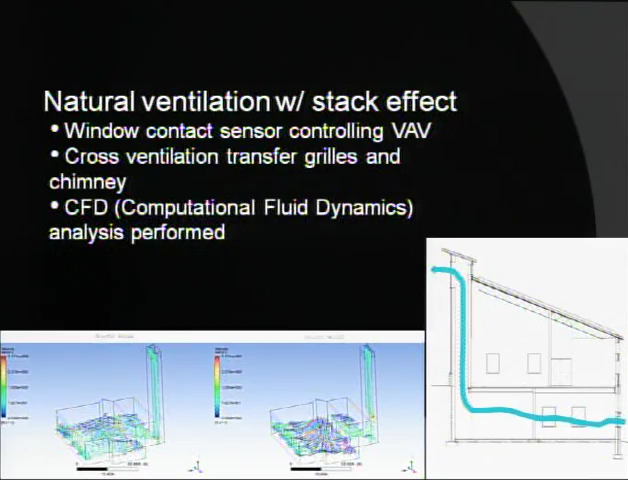 Natural ventilation w/ stack effect
• Window contact sensor controlling VAV
• Cross ventilation transfer grilles and
chimney
• CFD (Computational Fluid Dynamics)
analysis performed